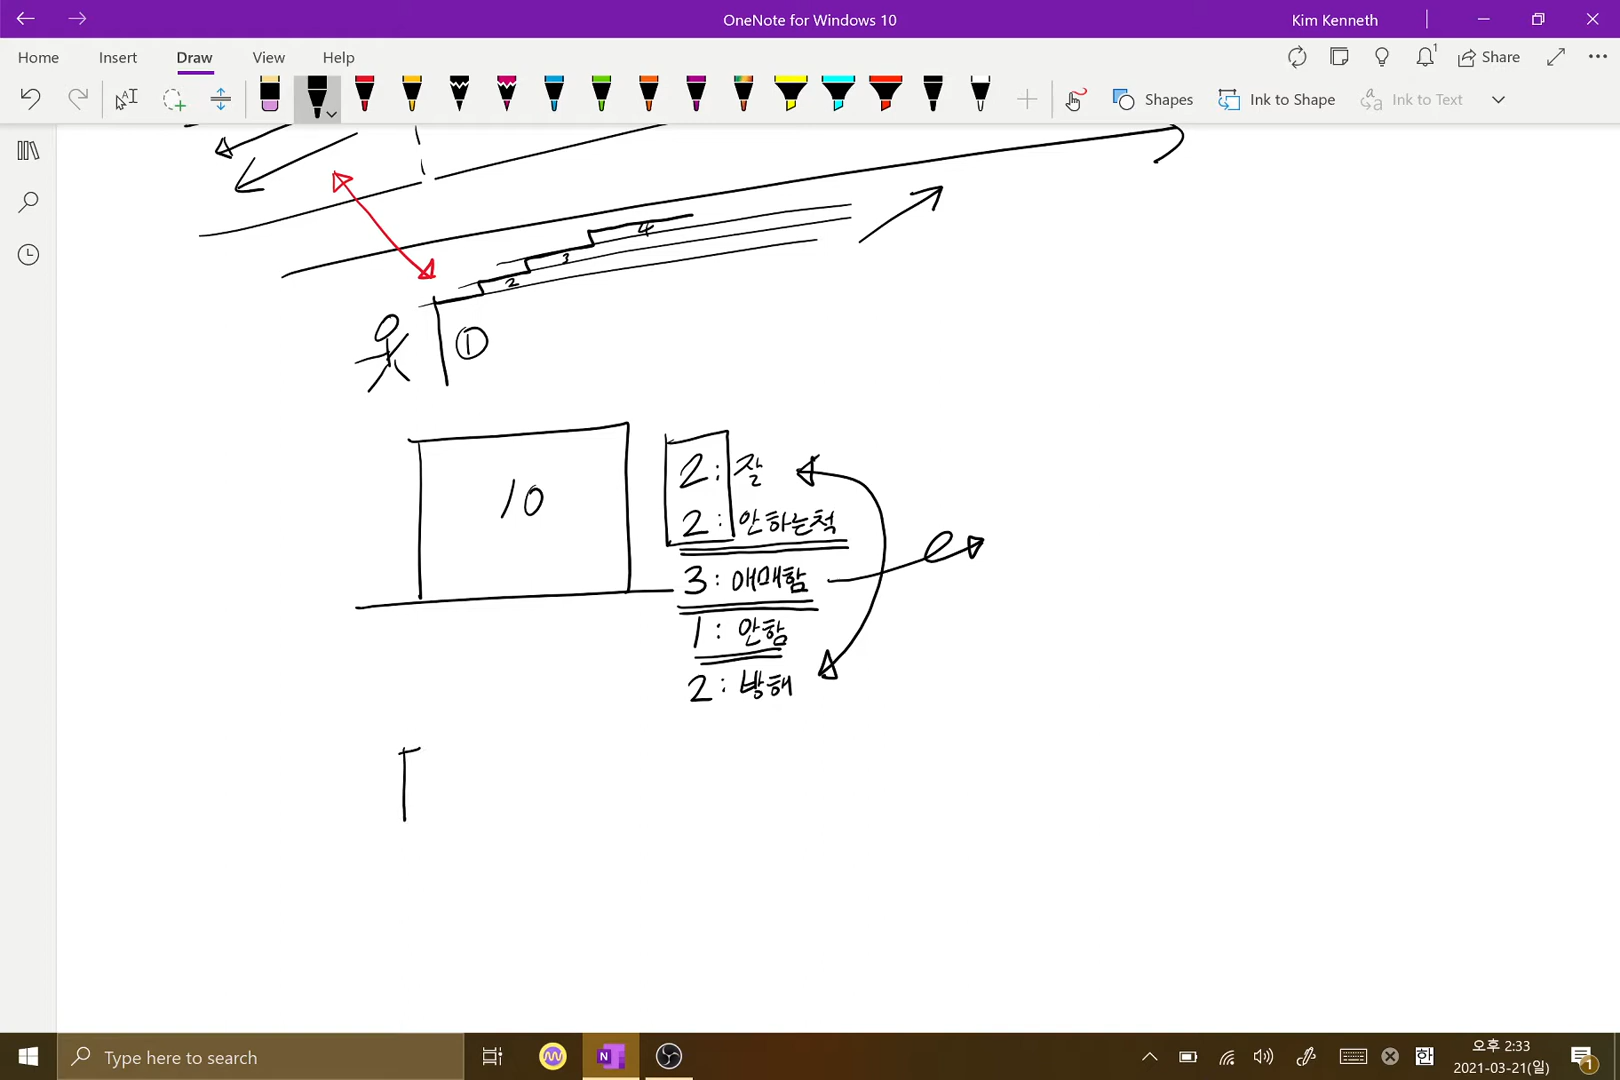 OneNote for Windows 10
Kim Kenneth
Home Insert Draw View Help
Share
Shapes
Ink to Shape
Ink to Text
4
3
2
①
10
2: 잘
2: 안하는척
3: 애매함
1: 안함
2: 방해
Type here to search
한
오후 2:33
2021-03-21(일)
1